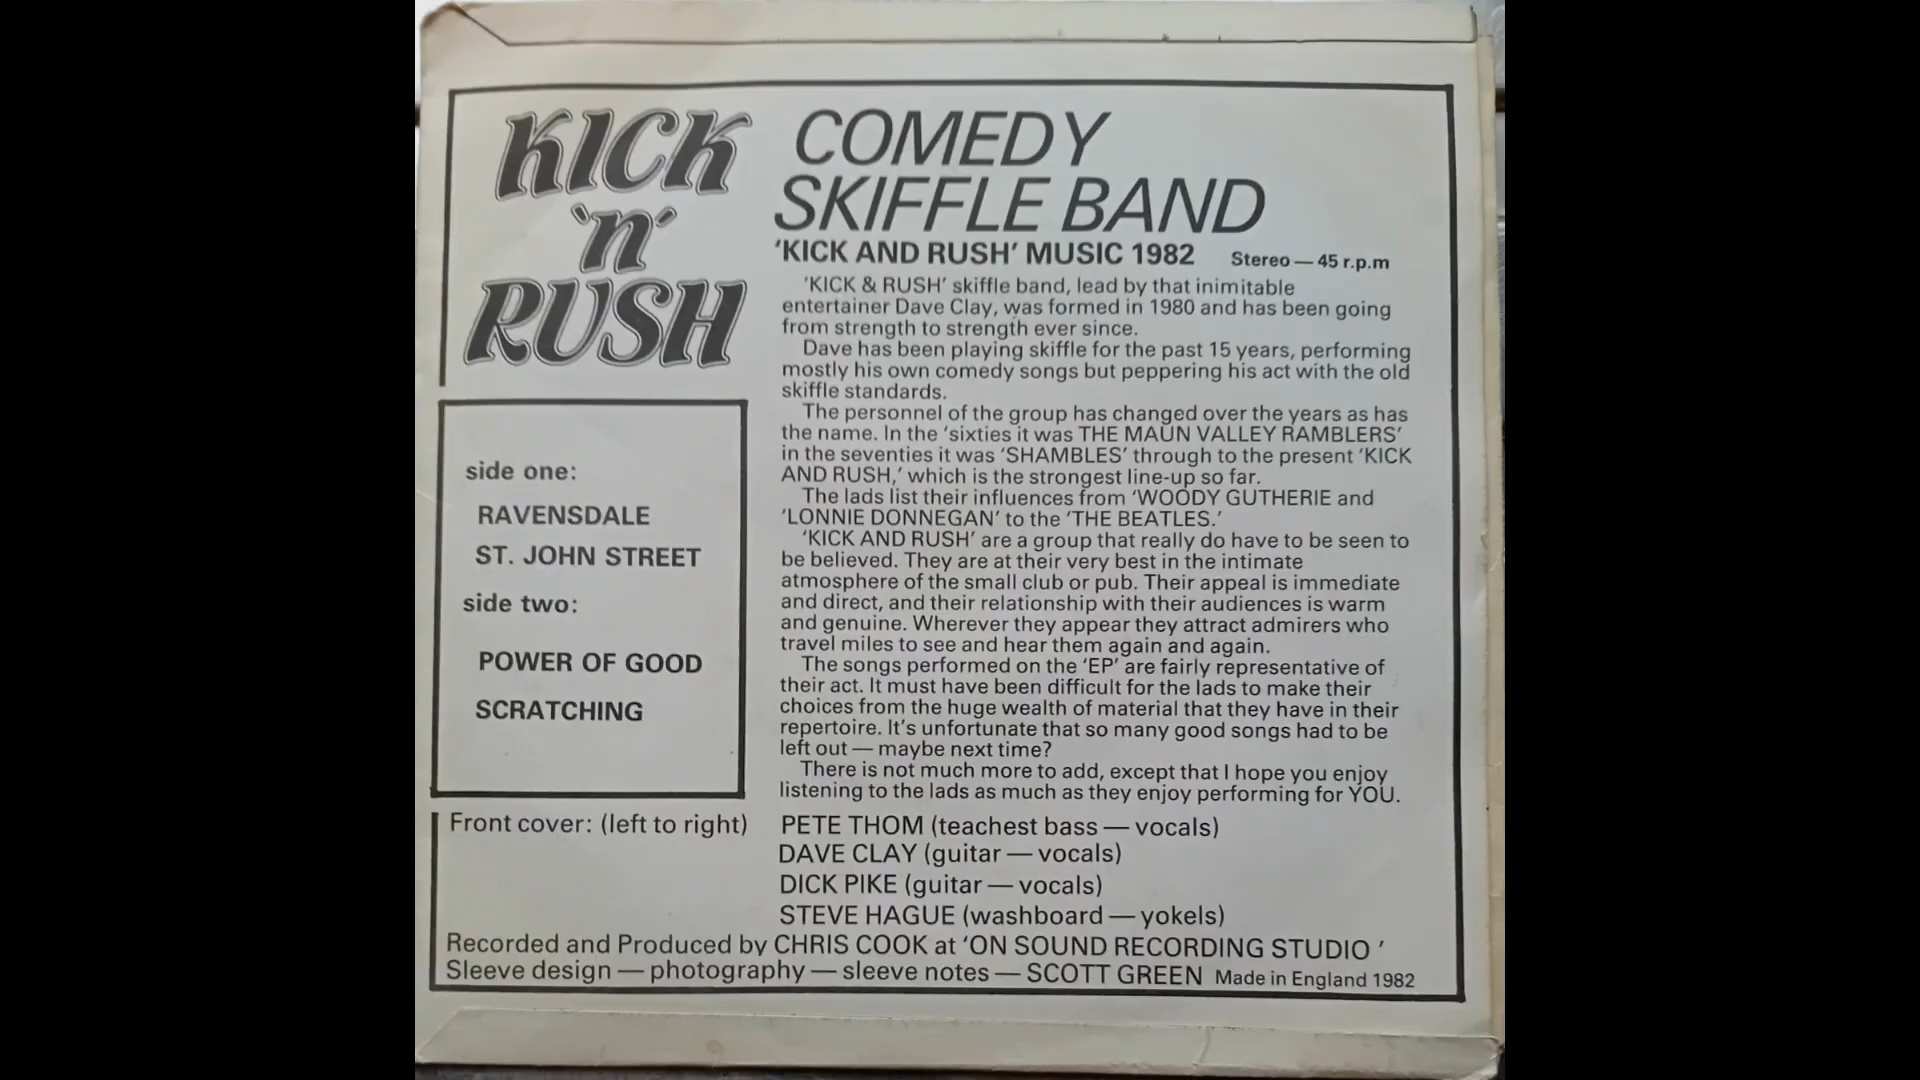 KICK
'n'
RUSH
COMEDY
SKIFFLE BAND
'KICK AND RUSH' MUSIC 1982 Stereo — 45 r.p.m
'KICK & RUSH' skiffle band, lead by that inimitable
entertainer Dave Clay, was formed in 1980 and has been going
from strength to strength ever since.
Dave has been playing skiffle for the past 15 years, performing
mostly his own comedy songs but peppering his act with the old
skiffle standards.
The personnel of the group has changed over the years as has
the name. In the 'sixties it was THE MAUN VALLEY RAMBLERS'
in the seventies it was 'SHAMBLES' through to the present 'KICK
AND RUSH,' which is the strongest line-up so far.
The lads list their influences from 'WOODY GUTHERIE and
'LONNIE DONNEGAN' to the 'THE BEATLES.'
'KICK AND RUSH' are a group that really do have to be seen to
be believed. They are at their very best in the intimate
atmosphere of the small club or pub. Their appeal is immediate
and direct, and their relationship with their audiences is warm
and genuine. Wherever they appear they attract admirers who
travel miles to see and hear them again and again.
The songs performed on the 'EP' are fairly representative of
their act. It must have been difficult for the lads to make their
choices from the huge wealth of material that they have in their
repertoire. It's unfortunate that so many good songs had to be
left out — maybe next time?
There is not much more to add, except that I hope you enjoy
listening to the lads as much as they enjoy performing for YOU.
side one:
RAVENSDALE
ST. JOHN STREET
side two:
POWER OF GOOD
SCRATCHING
Front cover: (left to right) PETE THOM (teachest bass — vocals)
DAVE CLAY (guitar — vocals)
DICK PIKE (guitar — vocals)
STEVE HAGUE (washboard — yokels)
Recorded and Produced by CHRIS COOK at 'ON SOUND RECORDING STUDIO '
Sleeve design — photography — sleeve notes — SCOTT GREEN Made in England 1982